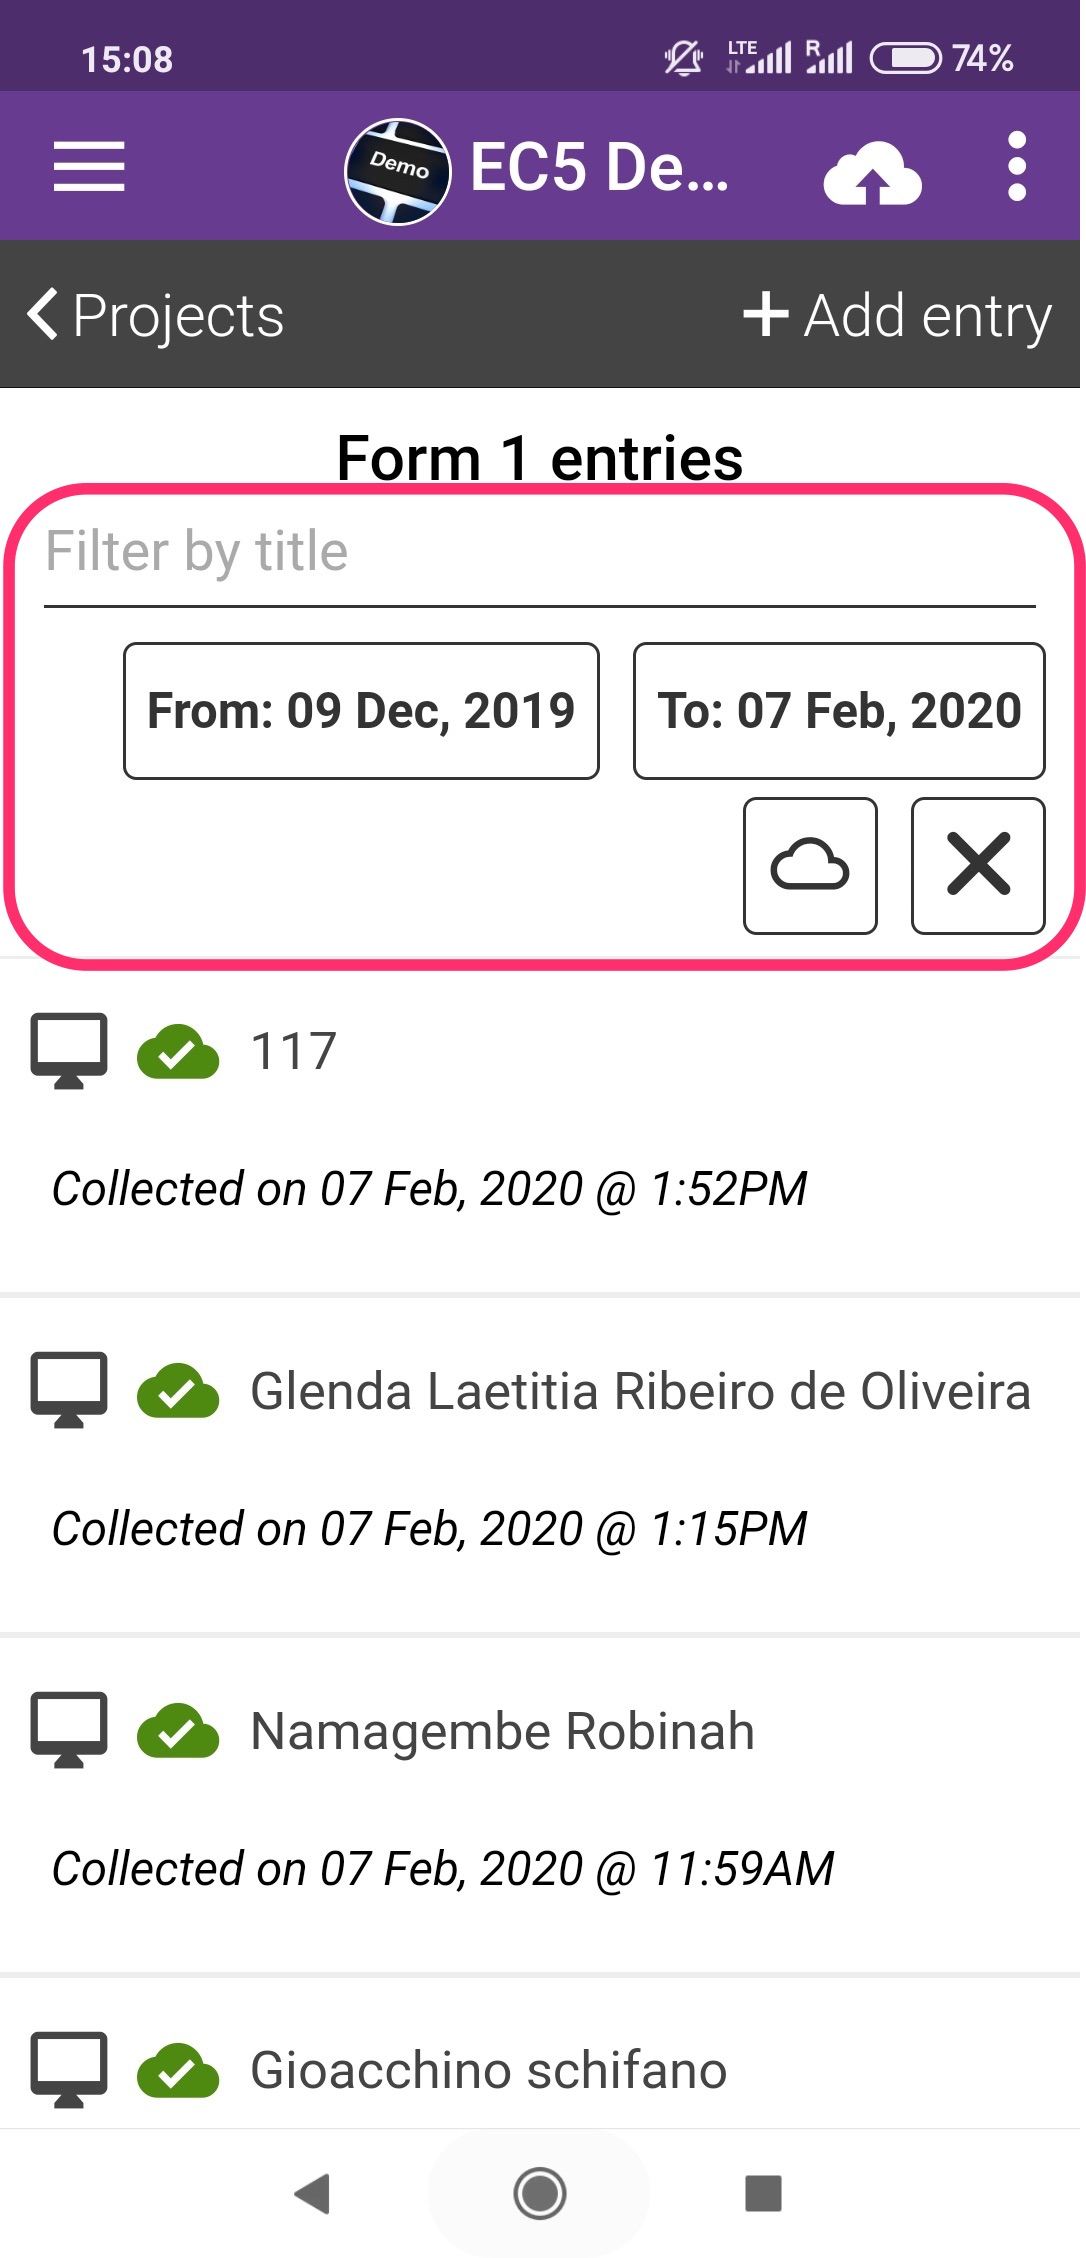 15:08 LTE R 74%
Demo EC5 De...
Projects + Add entry
Form 1 entries
Filter by title
From: 09 Dec, 2019 To: 07 Feb, 2020
117
Collected on 07 Feb, 2020 @ 1:52PM
Glenda Laetitia Ribeiro de Oliveira
Collected on 07 Feb, 2020 @ 1:15PM
Namagembe Robinah
Collected on 07 Feb, 2020 @ 11:59AM
Gioacchino schifano